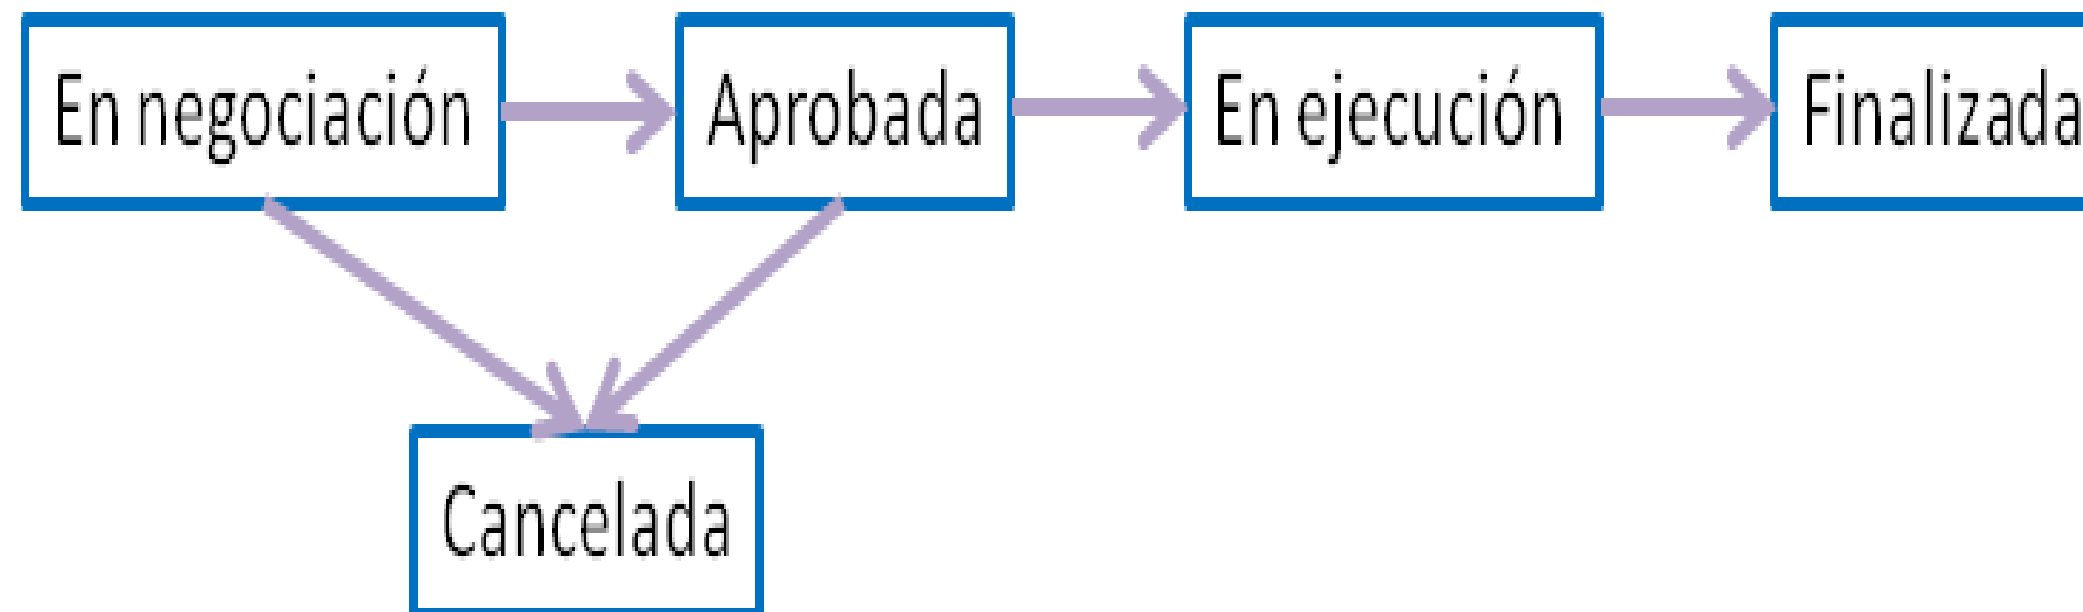 En negociación
Aprobada
En ejecución
Finalizada
Cancelada